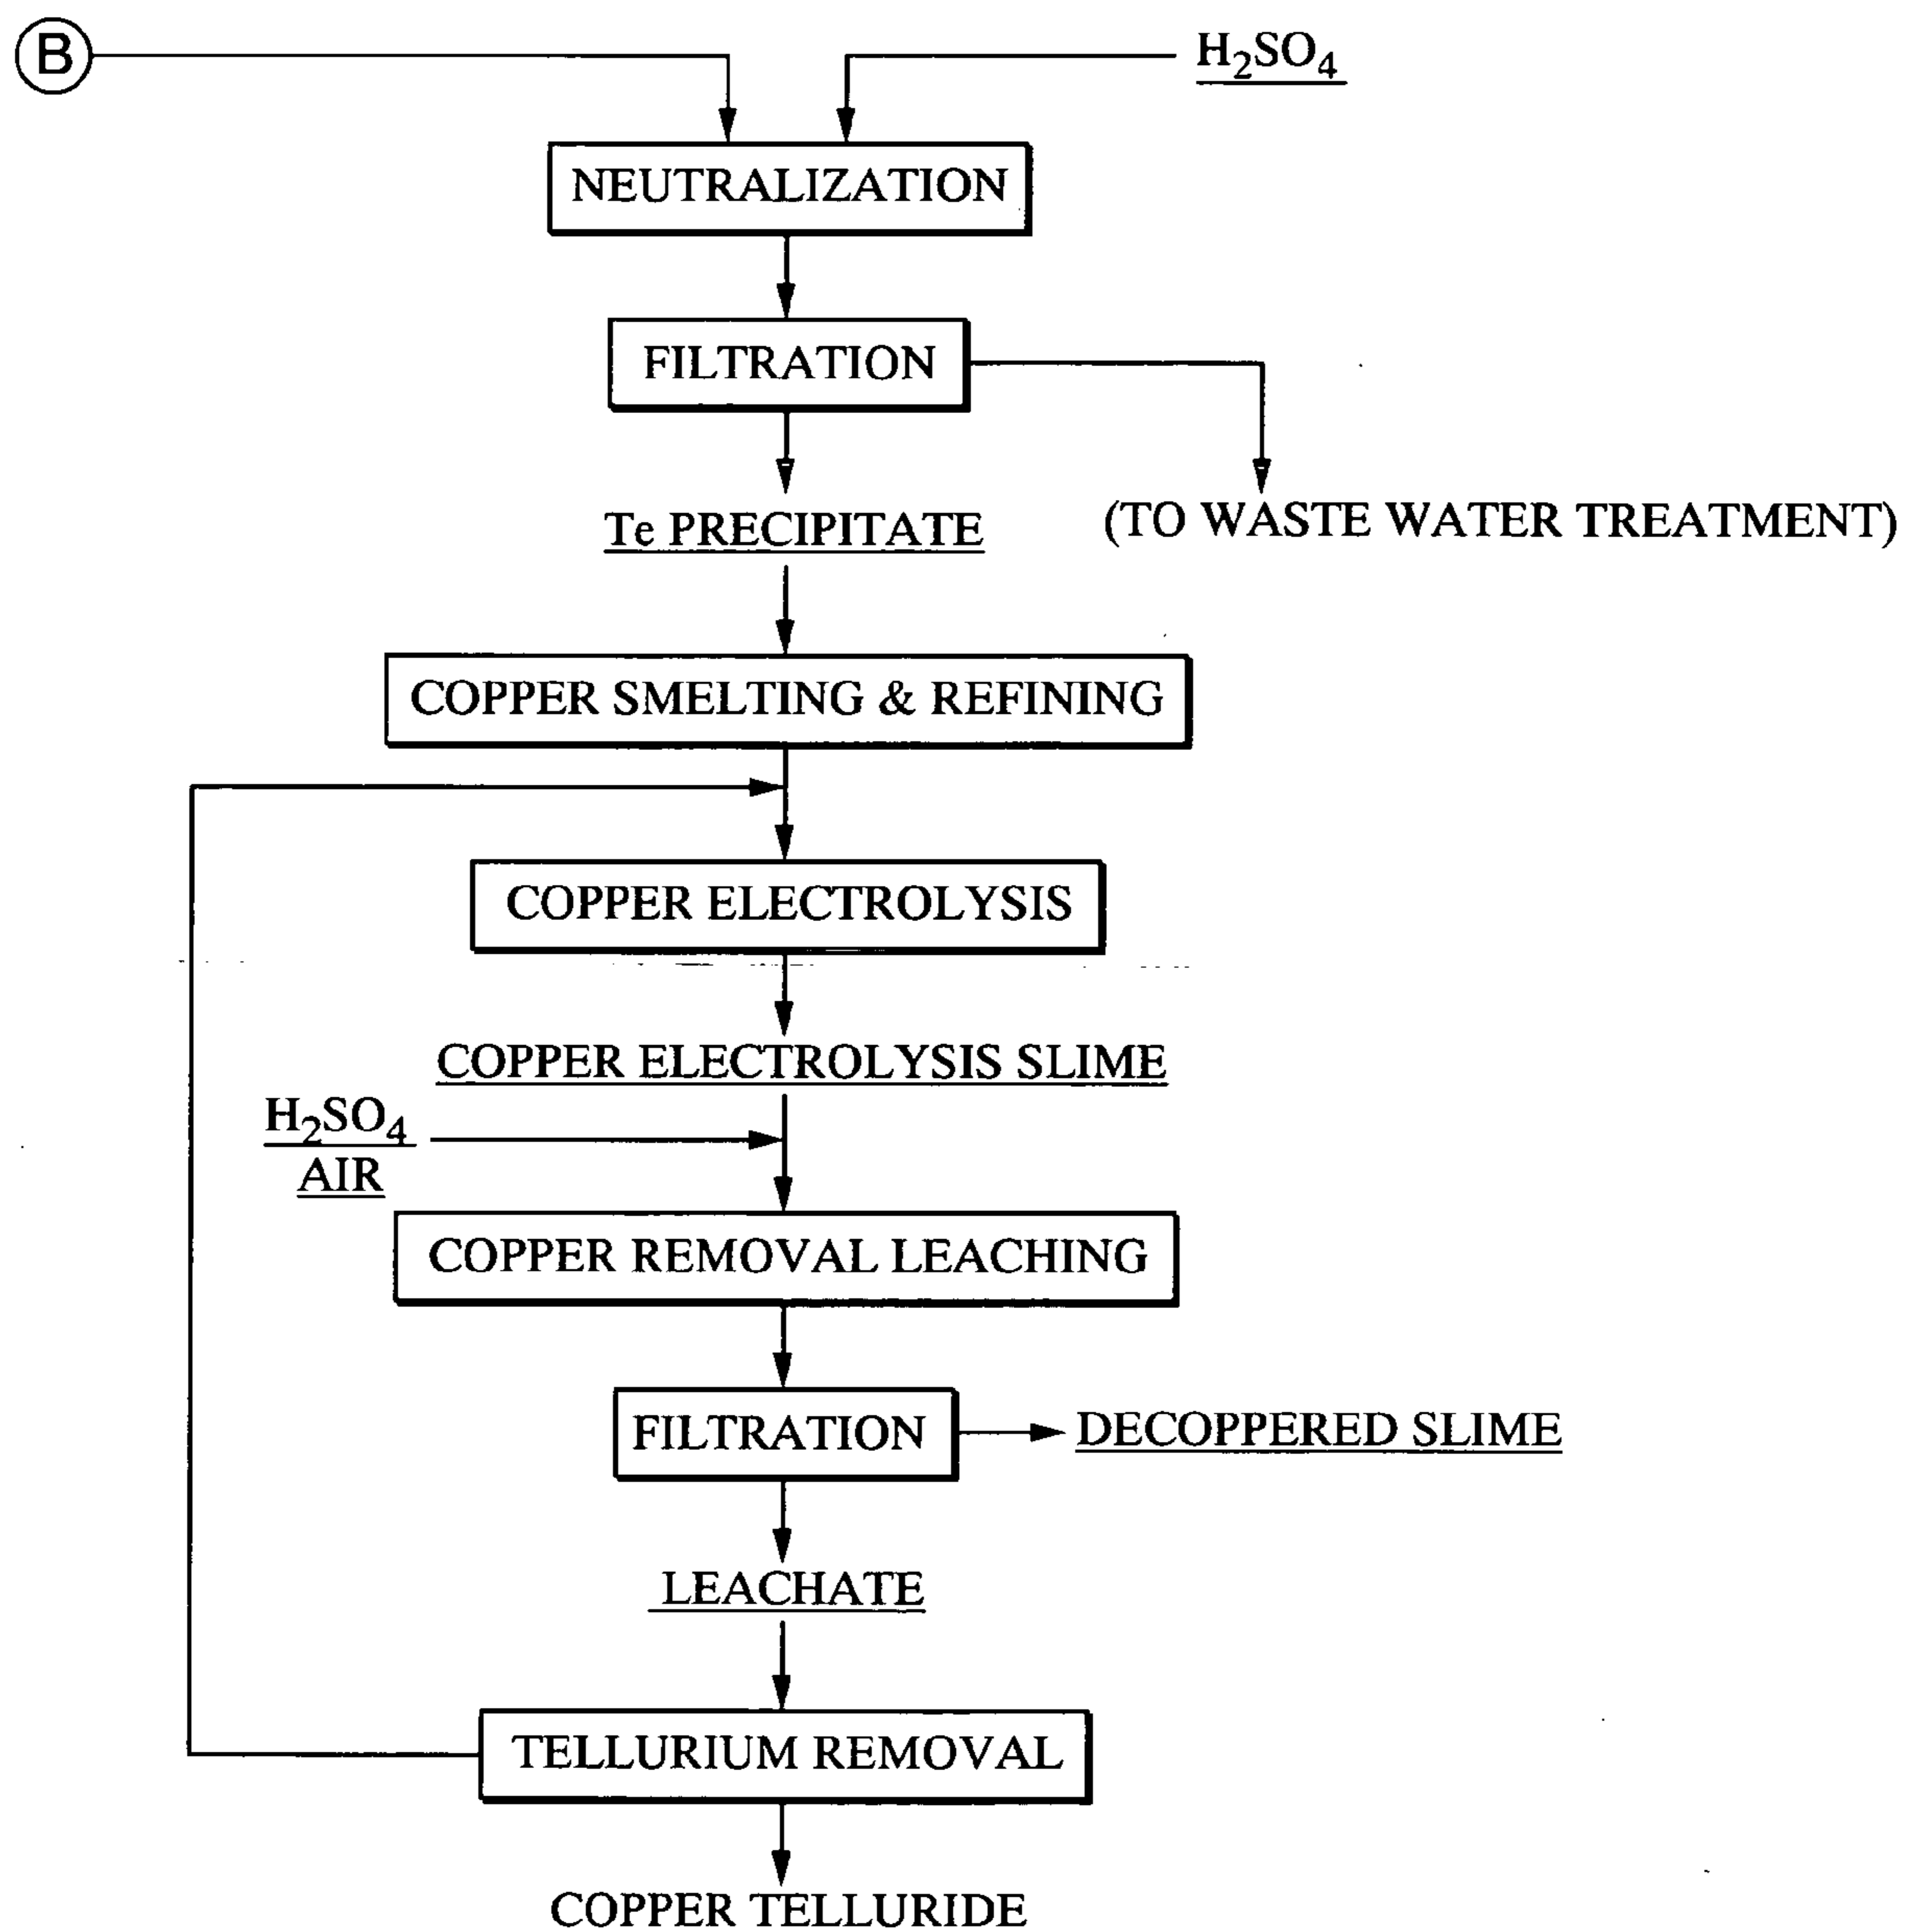 B
H₂SO₄
NEUTRALIZATION
FILTRATION
Te PRECIPITATE
(TO WASTE WATER TREATMENT)
COPPER SMELTING & REFINING
COPPER ELECTROLYSIS
COPPER ELECTROLYSIS SLIME
H₂SO₄
AIR
COPPER REMOVAL LEACHING
FILTRATION
DECOPPERED SLIME
LEACHATE
TELLURIUM REMOVAL
COPPER TELLURIDE